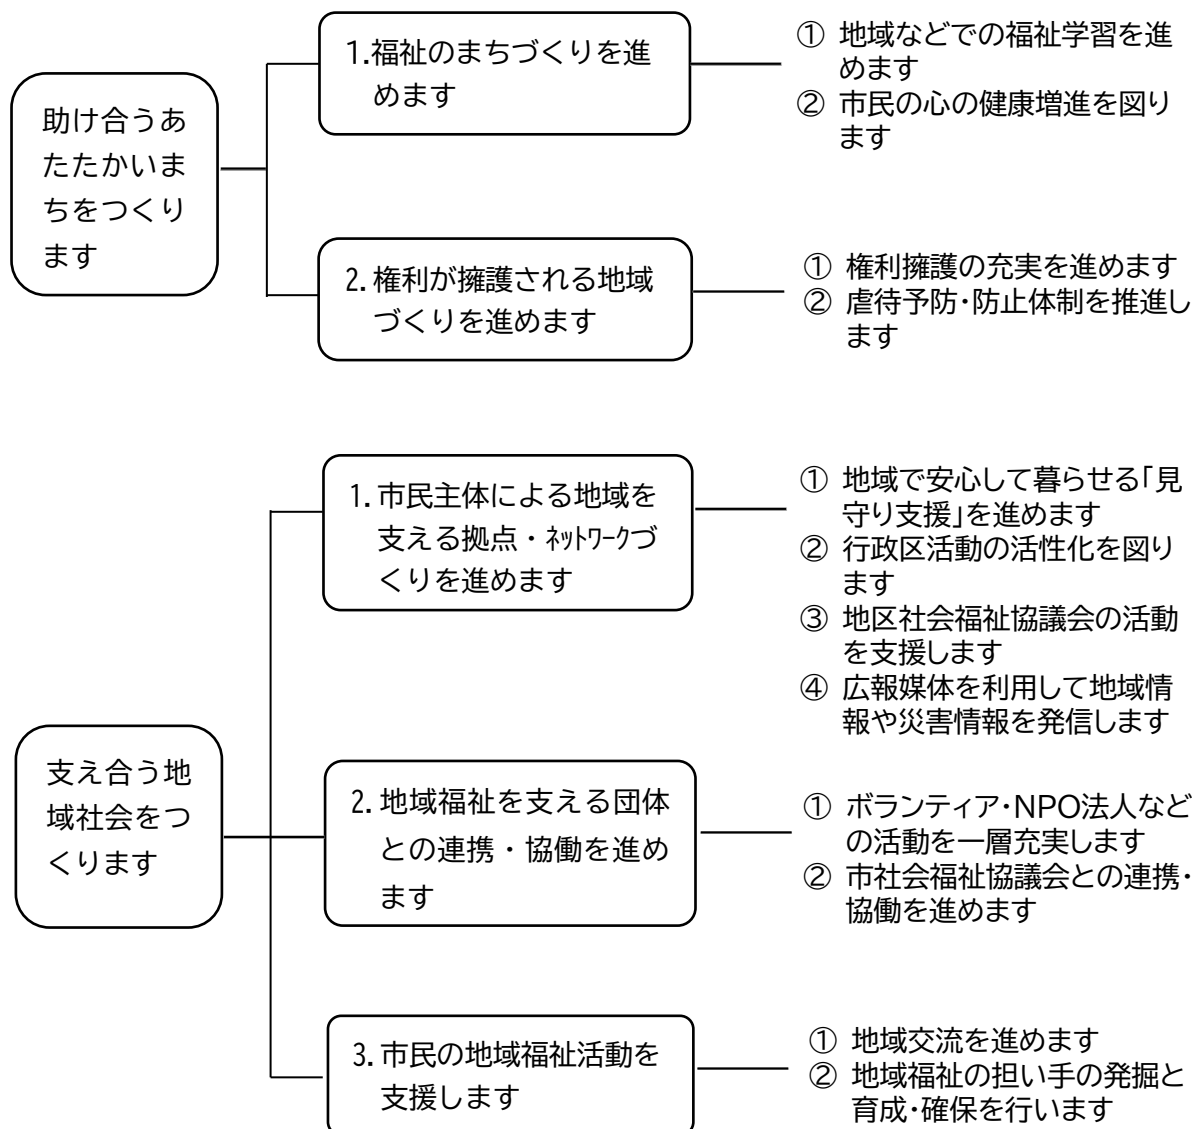 助け合うあ
たたかいま
ちをつくり
ます
1.福祉のまちづくりを進
めます
① 地域などでの福祉学習を進
めます
② 市民の心の健康増進を図り
ます
2.権利が擁護される地域
づくりを進めます
① 権利擁護の充実を進めます
② 虐待予防・防止体制を推進し
ます
支え合う地
域社会をつ
くります
1.市民主体による地域を
支える拠点・ﾈｯﾄﾜｰｸづ
くりを進めます
① 地域で安心して暮らせる「見
守り支援」を進めます
② 行政区活動の活性化を図り
ます
③ 地区社会福祉協議会の活動
を支援します
④ 広報媒体を利用して地域情
報や災害情報を発信します
2.地域福祉を支える団体
との連携・協働を進め
ます
① ボランティア・NPO法人など
の活動を一層充実します
② 市社会福祉協議会との連携・
協働を進めます
3.市民の地域福祉活動を
支援します
① 地域交流を進めます
② 地域福祉の担い手の発掘と
育成・確保を行います